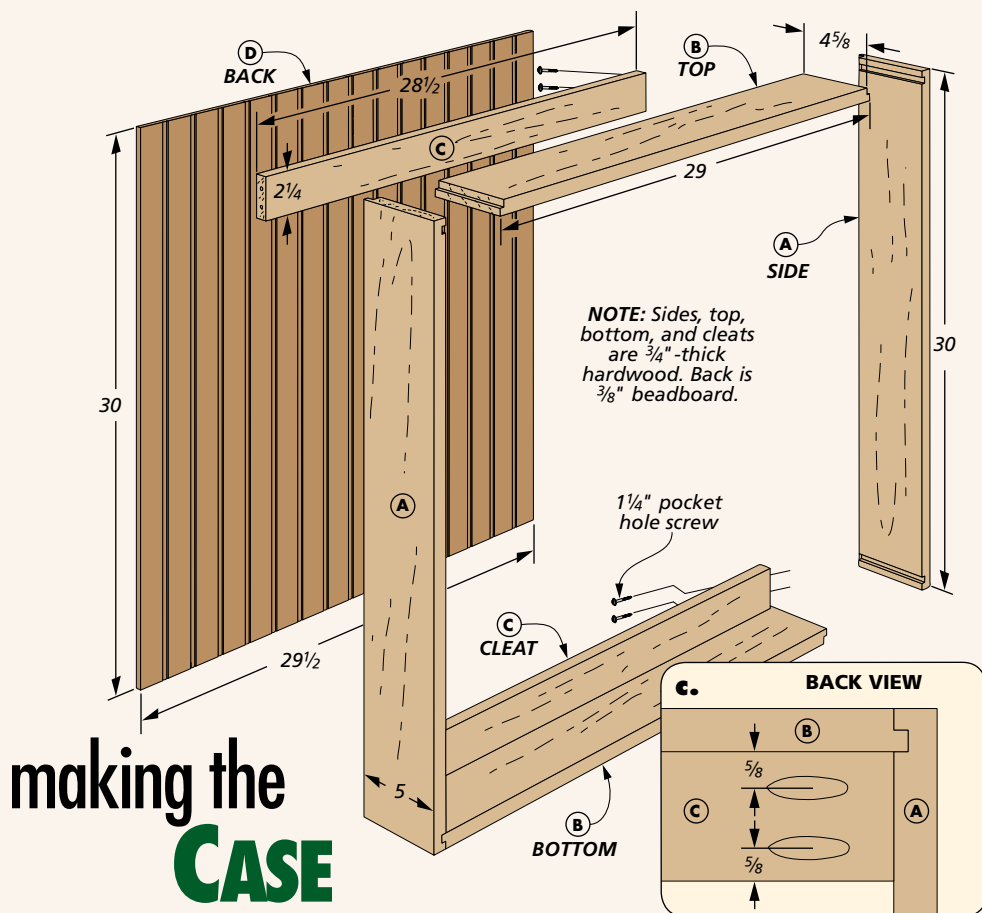 D
BACK
28½
B
TOP
4⅝
C
2¼
29
A
SIDE
30
NOTE: Sides, top,
bottom, and cleats
are ¾"-thick
hardwood. Back is
⅜" beadboard.
30
A
1¼" pocket
hole screw
C
CLEAT
29½
5
B
BOTTOM
c.
BACK VIEW
B
⅝
C
A
⅝
making the
CASE